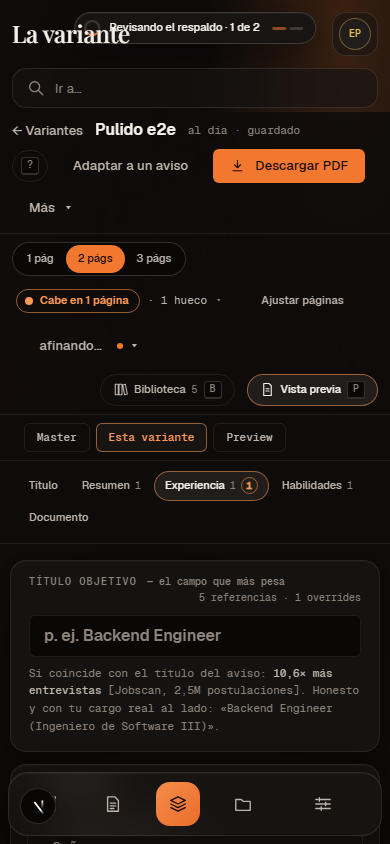 La variante
Revisando el respaldo · 1 de 2
EP
Ir a…
← Variantes Pulido e2e al día · guardado
? Adaptar a un aviso Descargar PDF
Más
1 pág 2 págs 3 págs
Cabe en 1 página · 1 hueco · Ajustar páginas
afinando…
Biblioteca 5 B Vista previa P
Master Esta variante Preview
Título Resumen 1 Experiencia 1 1 Habilidades 1
Documento
TÍTULO OBJETIVO — el campo que más pesa
5 referencias · 1 overrides
p. ej. Backend Engineer
Si coincide con el título del aviso: 10,6× más
entrevistas [Jobscan, 2,5M postulaciones]. Honesto
y con tu cargo real al lado: «Backend Engineer
(Ingeniero de Software III)».